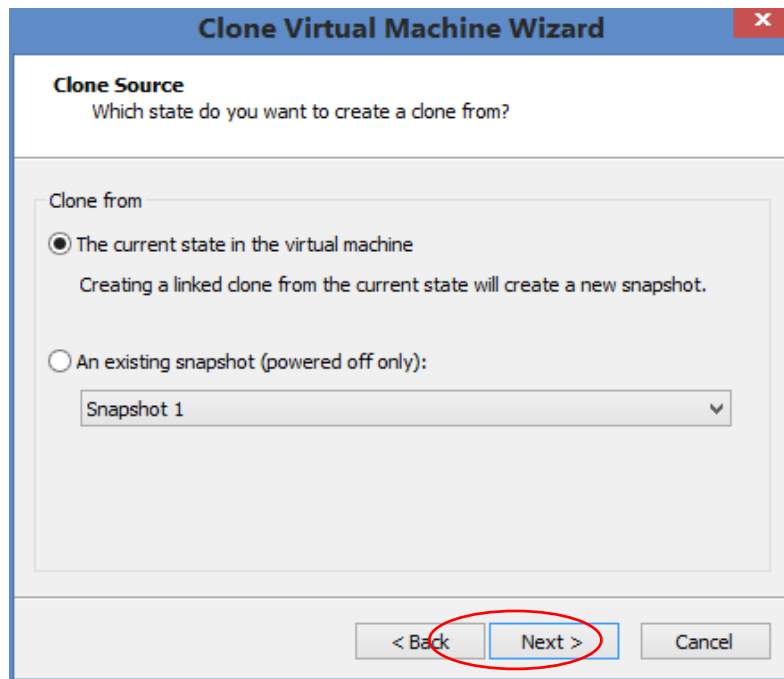 Clone Virtual Machine Wizard
x
Clone Source
Which state do you want to create a clone from?
Clone from
The current state in the virtual machine
Creating a linked clone from the current state will create a new snapshot.
An existing snapshot (powered off only):
Snapshot 1
< Back Next > Cancel